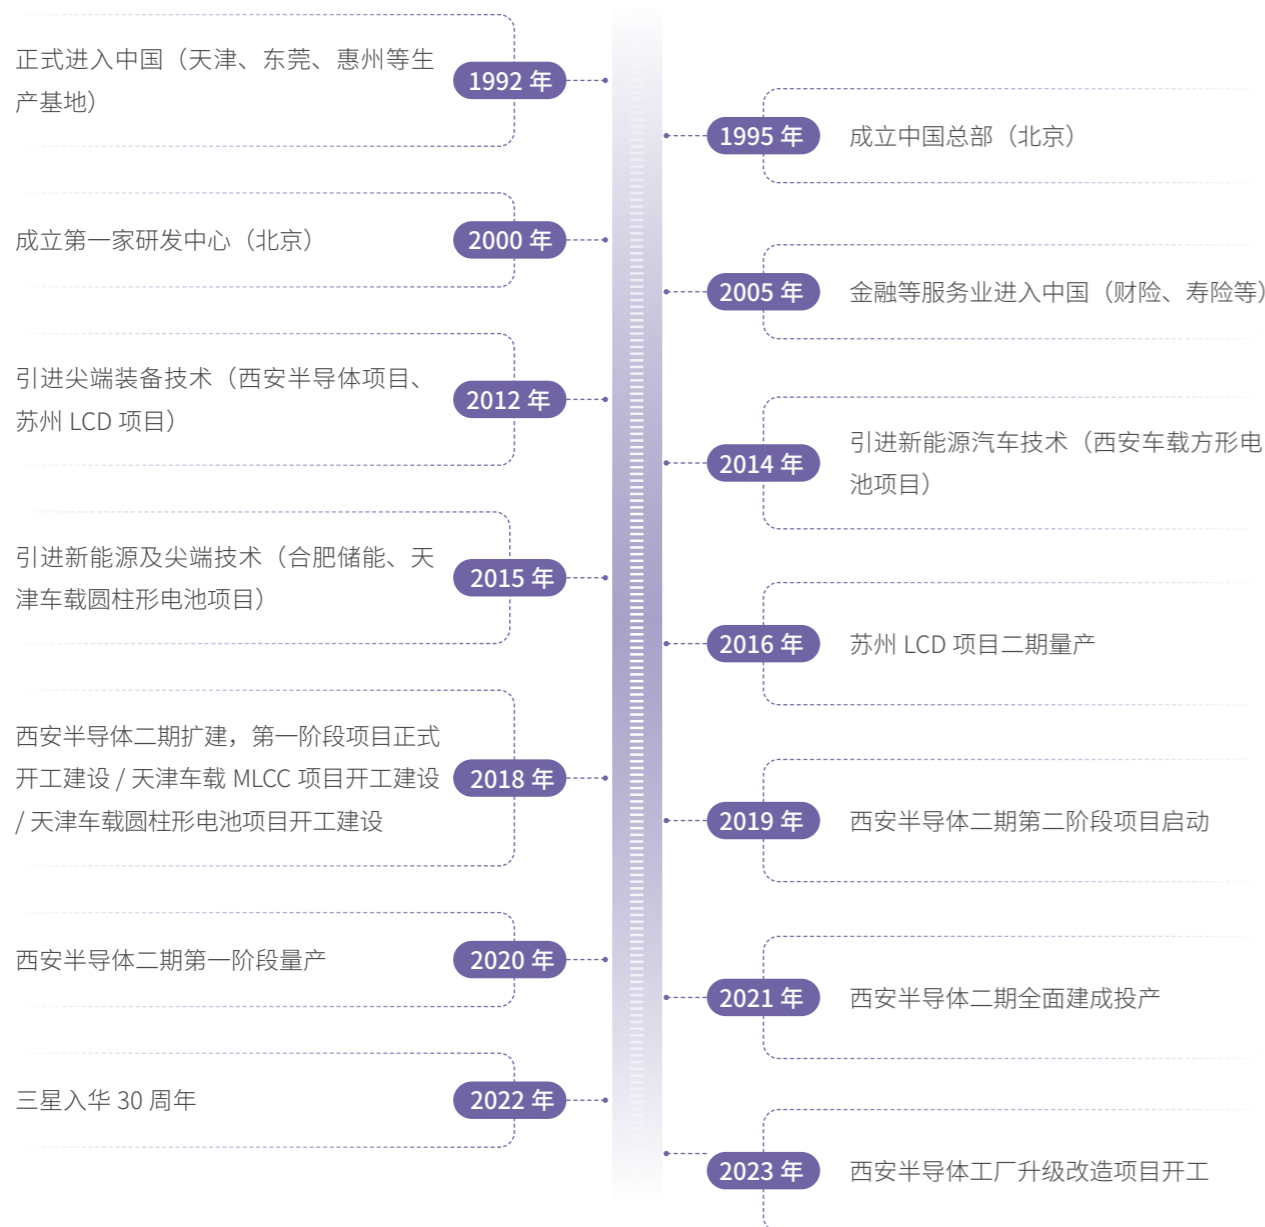 正式进入中国（天津、东莞、惠州等生
产基地）
1992 年
1995 年
成立中国总部（北京）
成立第一家研发中心（北京）
2000 年
2005 年
金融等服务业进入中国（财险、寿险等）
引进尖端装备技术（西安半导体项目、
苏州 LCD 项目）
2012 年
2014 年
引进新能源汽车技术（西安车载方形电
池项目）
引进新能源及尖端技术（合肥储能、天
津车载圆柱形电池项目）
2015 年
2016 年
苏州 LCD 项目二期量产
西安半导体二期扩建，第一阶段项目正式
开工建设 / 天津车载 MLCC 项目开工建设
/ 天津车载圆柱形电池项目开工建设
2018 年
2019 年
西安半导体二期第二阶段项目启动
西安半导体二期第一阶段量产
2020 年
2021 年
西安半导体二期全面建成投产
三星入华 30 周年
2022 年
2023 年
西安半导体工厂升级改造项目开工